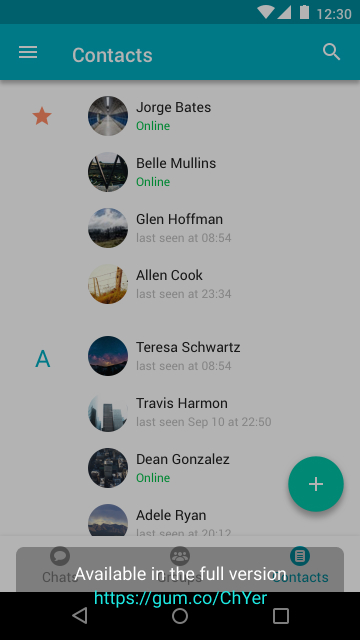 12:30
Contacts
Jorge Bates
Online
Belle Mullins
Online
Glen Hoffman
last seen at 08:54
Allen Cook
last seen at 23:34
A
Teresa Schwartz
last seen at 08:54
Travis Harmon
last seen Sep 10 at 22:50
Dean Gonzalez
Online
Adele Ryan
last seen at 20:12
Chats
Groups
Contacts
Available in the full version
https://gum.co/ChYer